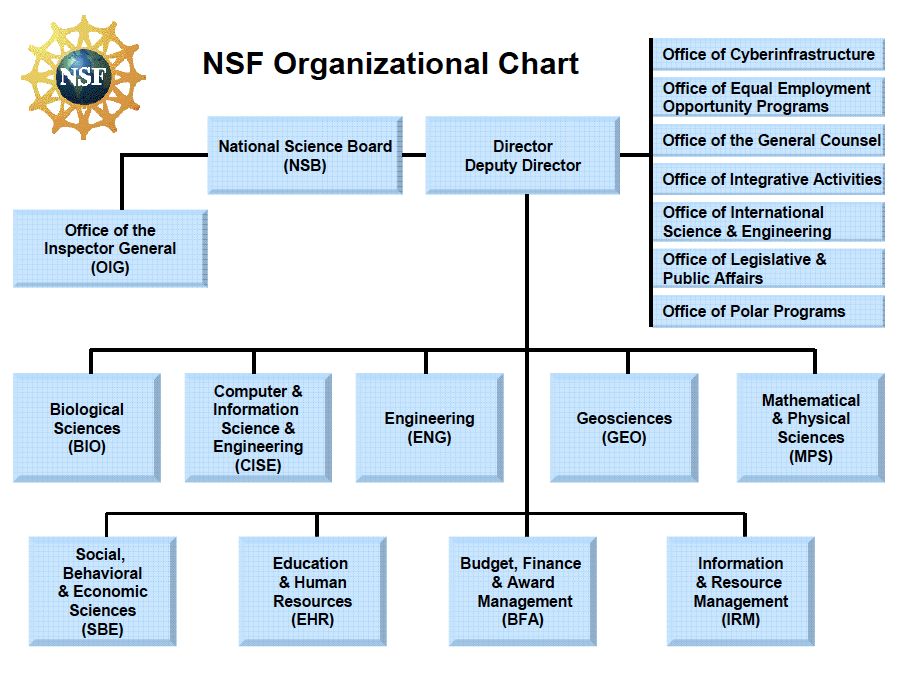 NSF
NSF Organizational Chart
Office of Cyberinfrastructure
Office of Equal Employment
Opportunity Programs
Office of the General Counsel
Office of Integrative Activities
Office of International
Science & Engineering
Office of Legislative &
Public Affairs
Office of Polar Programs
National Science Board
(NSB)
Director
Deputy Director
Office of the
Inspector General
(OIG)
Biological
Sciences
(BIO)
Computer &
Information
Science &
Engineering
(CISE)
Engineering
(ENG)
Geosciences
(GEO)
Mathematical
& Physical
Sciences
(MPS)
Social,
Behavioral
& Economic
Sciences
(SBE)
Education
& Human
Resources
(EHR)
Budget, Finance
& Award
Management
(BFA)
Information
& Resource
Management
(IRM)